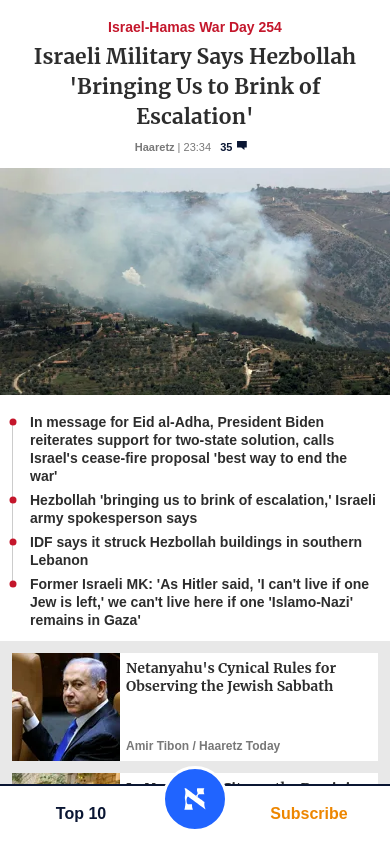 Israel-Hamas War Day 254
Israeli Military Says Hezbollah
'Bringing Us to Brink of
Escalation'
Haaretz | 23:34 35
In message for Eid al-Adha, President Biden
reiterates support for two-state solution, calls
Israel's cease-fire proposal 'best way to end the
war'
Hezbollah 'bringing us to brink of escalation,' Israeli
army spokesperson says
IDF says it struck Hezbollah buildings in southern
Lebanon
Former Israeli MK: 'As Hitler said, 'I can't live if one
Jew is left,' we can't live here if one 'Islamo-Nazi'
remains in Gaza'
Netanyahu's Cynical Rules for
Observing the Jewish Sabbath
Amir Tibon / Haaretz Today
Top 10
Subscribe